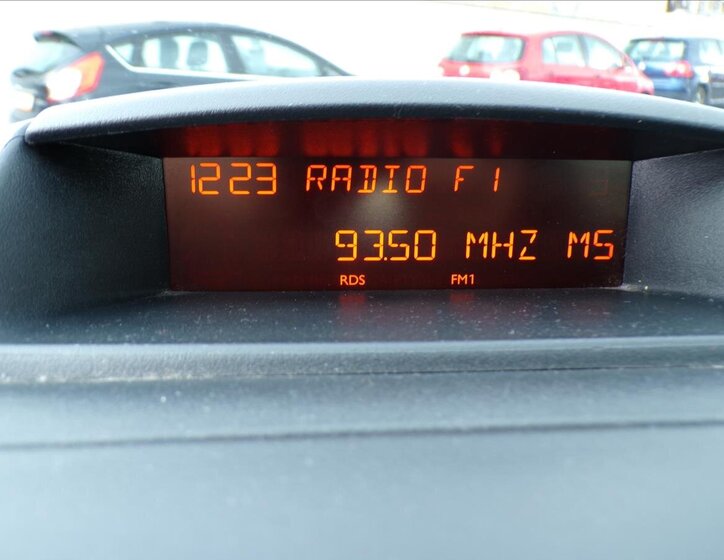 1223 RADIO F1
93.50 MHZ M5
RDS FM1